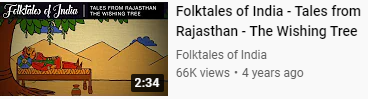 Folktales of India
TALES FROM RAJASTHAN
THE WISHING TREE
2:34
Folktales of India - Tales from
Rajasthan - The Wishing Tree
Folktales of India
66K views • 4 years ago